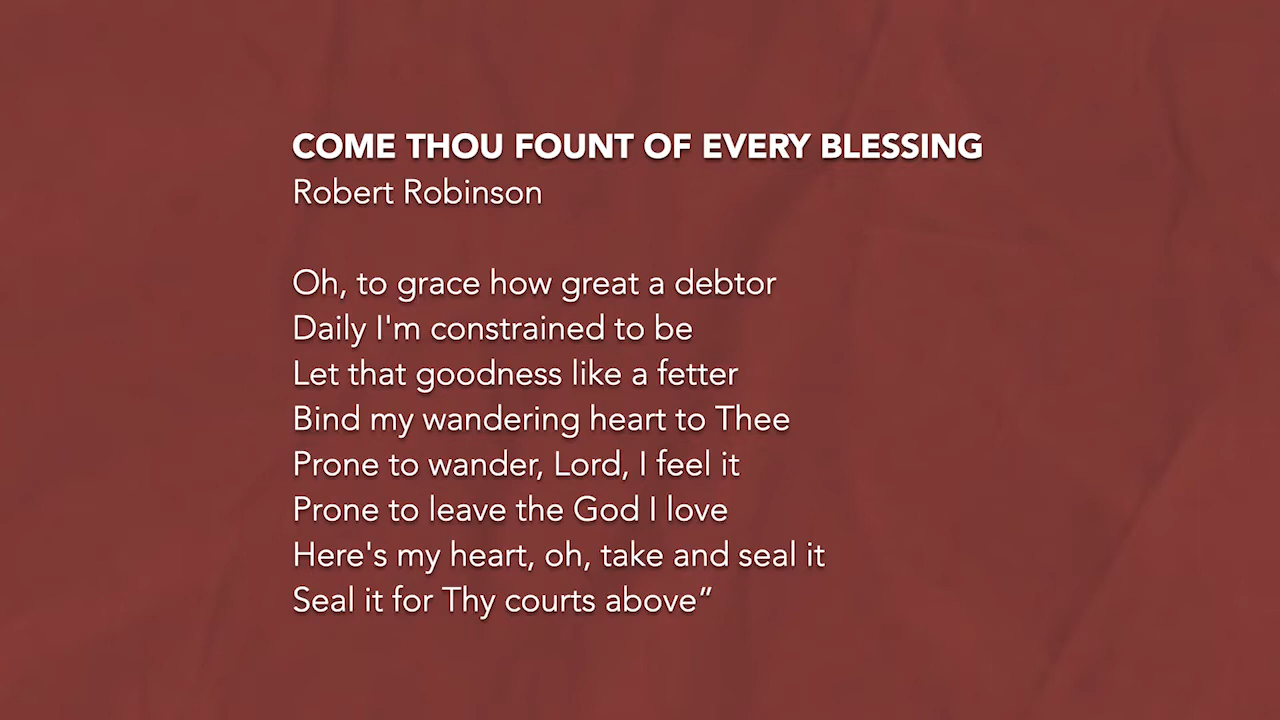 COME THOU FOUNT OF EVERY BLESSING
Robert Robinson
Oh, to grace how great a debtor
Daily I'm constrained to be
Let that goodness like a fetter
Bind my wandering heart to Thee
Prone to wander, Lord, I feel it
Prone to leave the God I love
Here's my heart, oh, take and seal it
Seal it for Thy courts above”